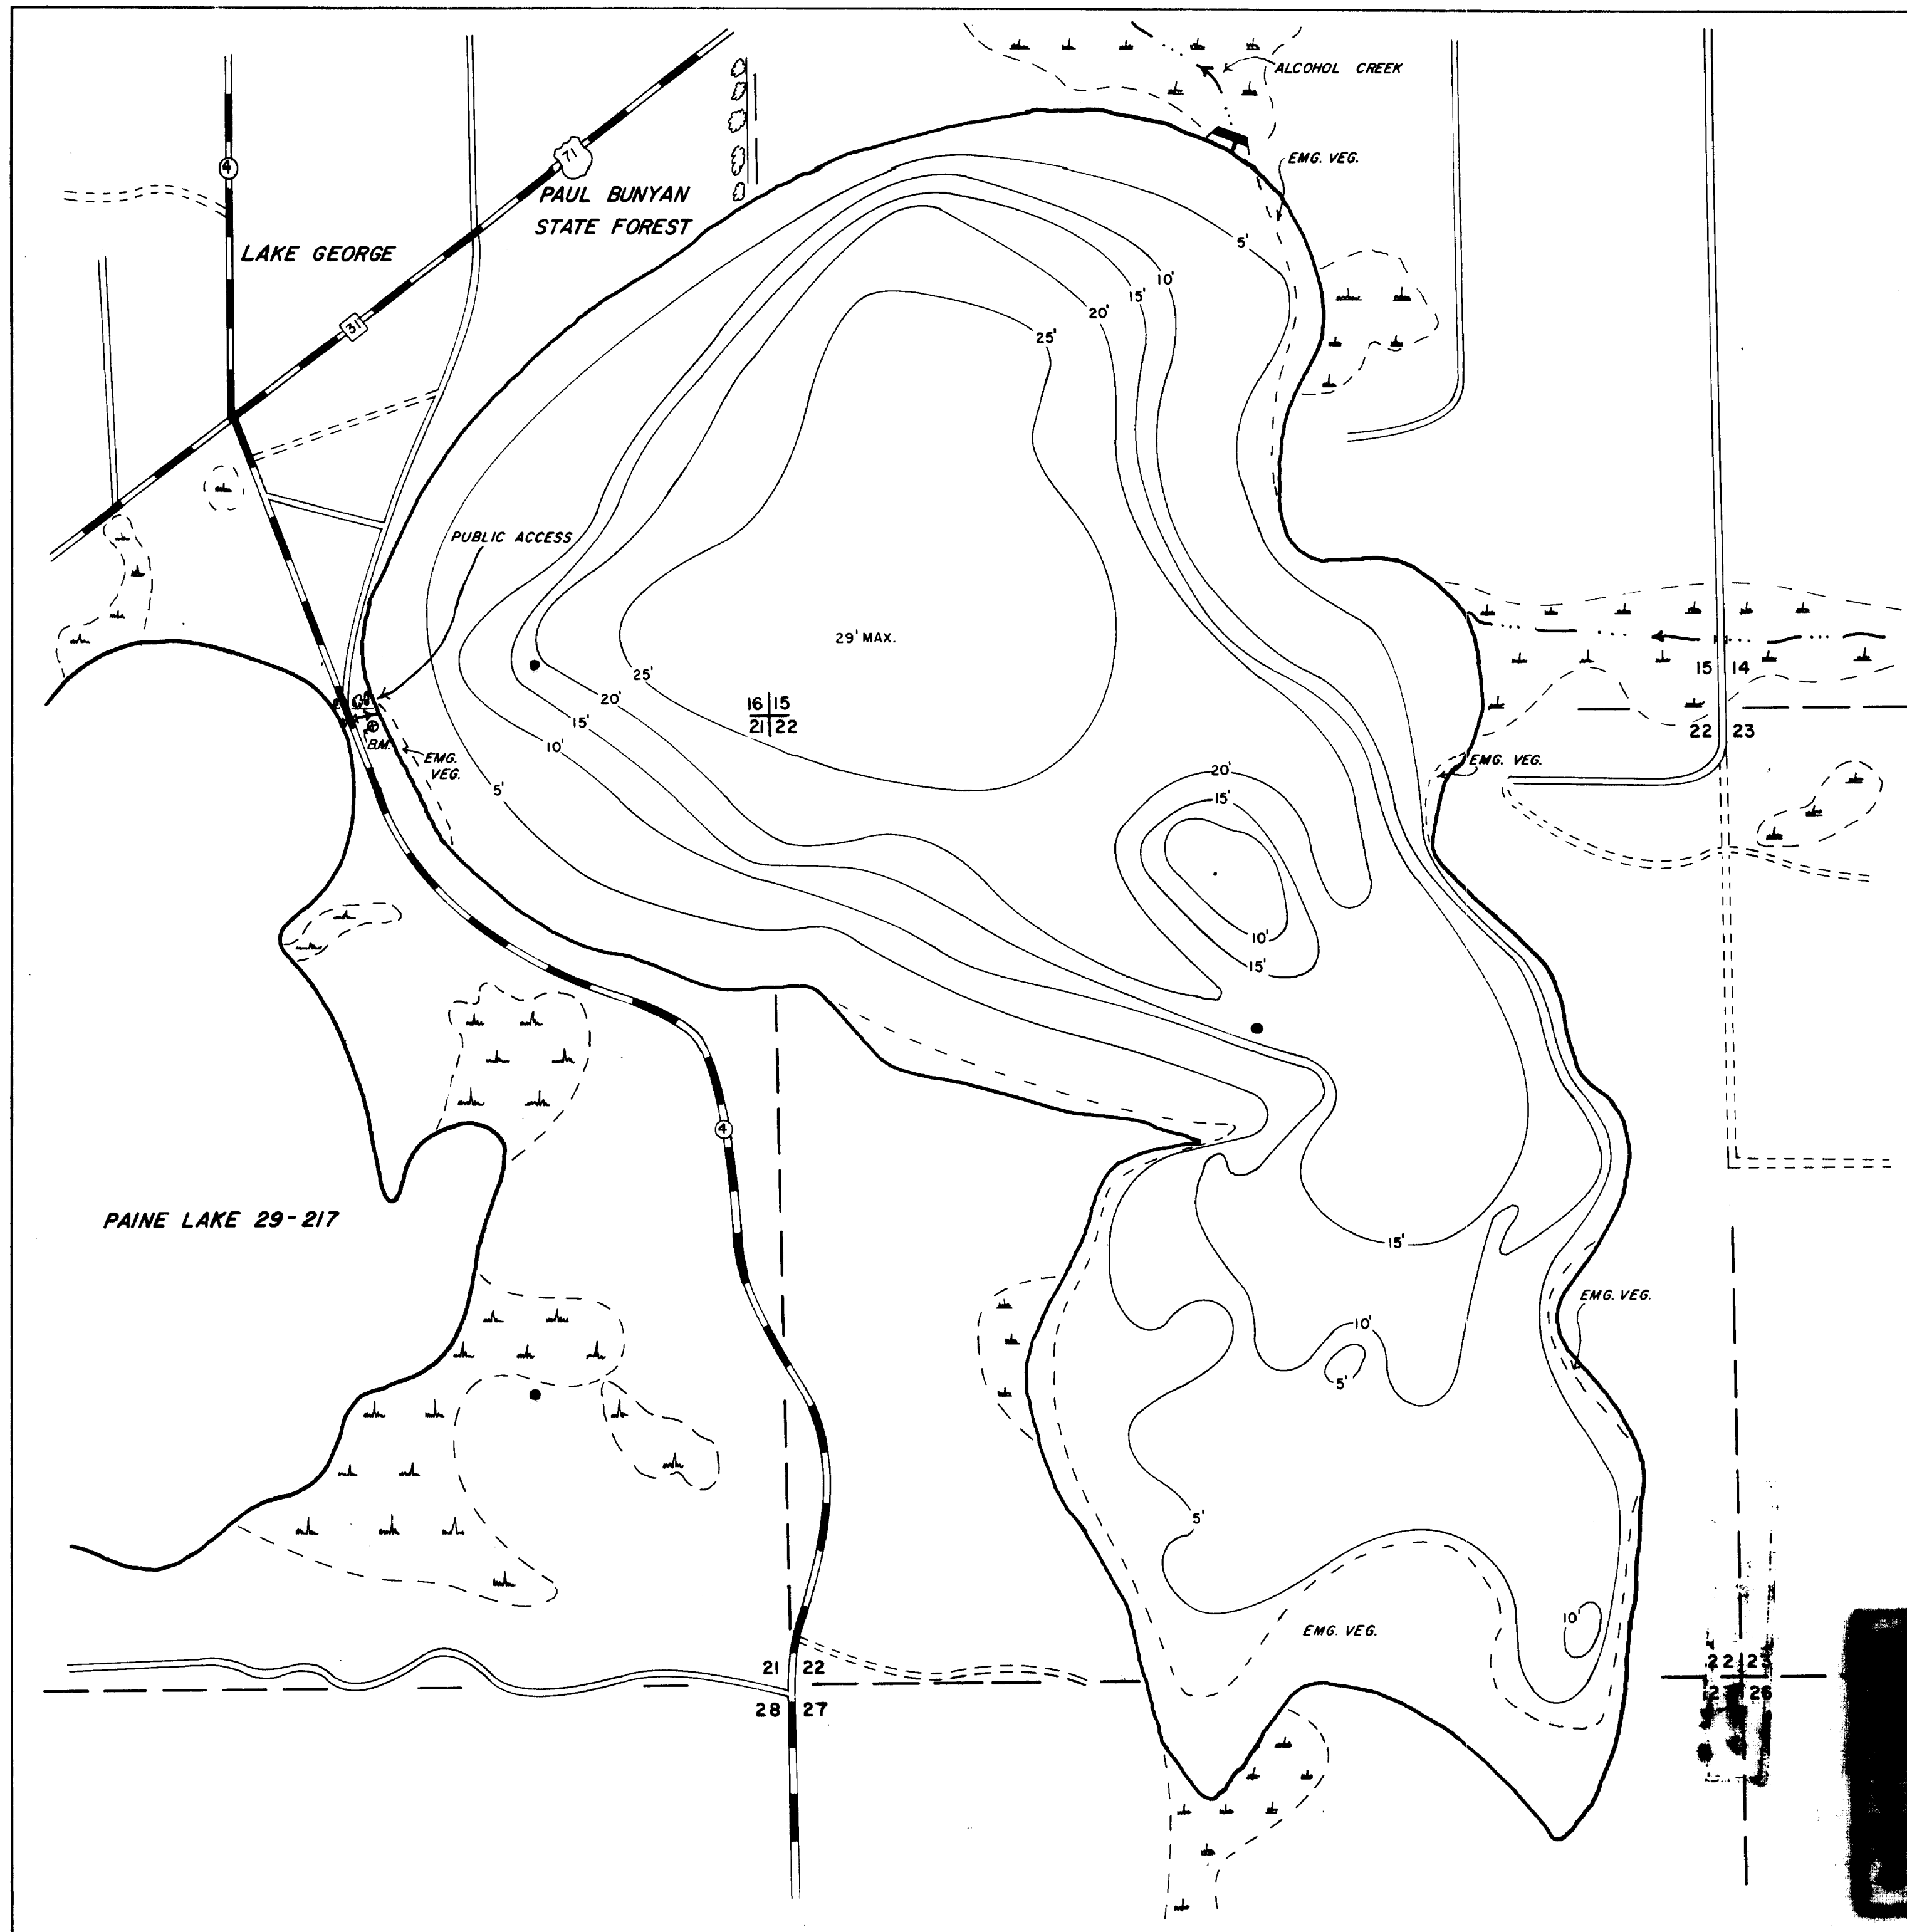 ALCOHOL CREEK
71
EMG. VEG.
4
PAUL BUNYAN
STATE FOREST
LAKE GEORGE
5'
10'
15'
20'
31
25'
PUBLIC ACCESS
29' MAX.
15 14
25'
20'
16 15
21 22
15'
22 23
B.M.
10'
EMG.
VEG.
EMG. VEG.
20'
5'
15'
10'
15'
4
PAINE LAKE 29-217
15'
EMG. VEG.
10'
5'
5'
10'
EMG. VEG.
21 22
28 27
26